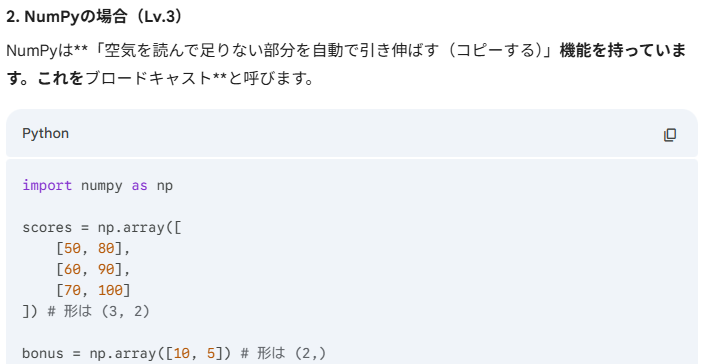 2. NumPyの場合（Lv.3）
NumPyは**「空気を読んで足りない部分を自動で引き伸ばす（コピーする）」機能を持っていま
す。これをブロードキャスト**と呼びます。
Python
import numpy as np
scores = np.array([
    [50, 80],
    [60, 90],
    [70, 100]
]) # 形は (3, 2)
bonus = np.array([10, 5]) # 形は (2,)